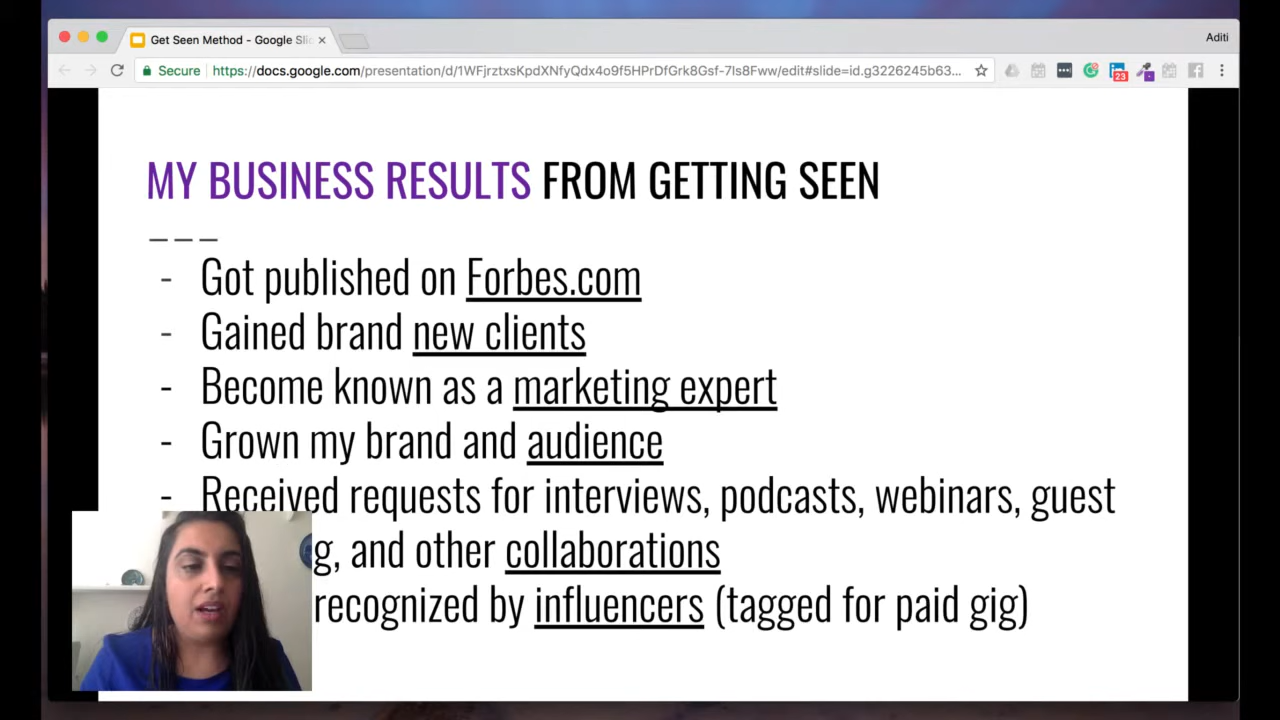 Get Seen Method - Google Slid
Aditi
Secure
https://docs.google.com/presentation/d/1WFjrztxsKpdXNfyQdx4o9f5HPrDfGrk8Gsf-7Is8Fww/edit#slide=id.g3226245b63...
23
MY BUSINESS RESULTS FROM GETTING SEEN
- Got published on Forbes.com
- Gained brand new clients
- Become known as a marketing expert
- Grown my brand and audience
- Received requests for interviews, podcasts, webinars, guest
g, and other collaborations
recognized by influencers (tagged for paid gig)